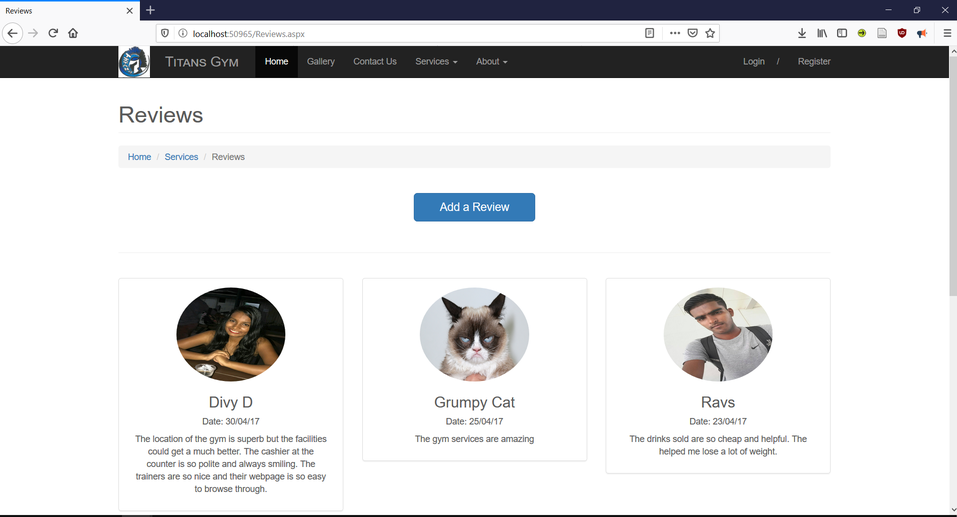 Reviews
localhost:50965/Reviews.aspx
Titans Gym
Home
Gallery
Contact Us
Services
About
Login
/
Register
Reviews
Home / Services / Reviews
Add a Review
Divy D
Date: 30/04/17
The location of the gym is superb but the facilities
could get a much better. The cashier at the
counter is so polite and always smiling. The
trainers are so nice and their webpage is so easy
to browse through.
Grumpy Cat
Date: 25/04/17
The gym services are amazing
Ravs
Date: 23/04/17
The drinks sold are so cheap and helpful. The
helped me lose a lot of weight.